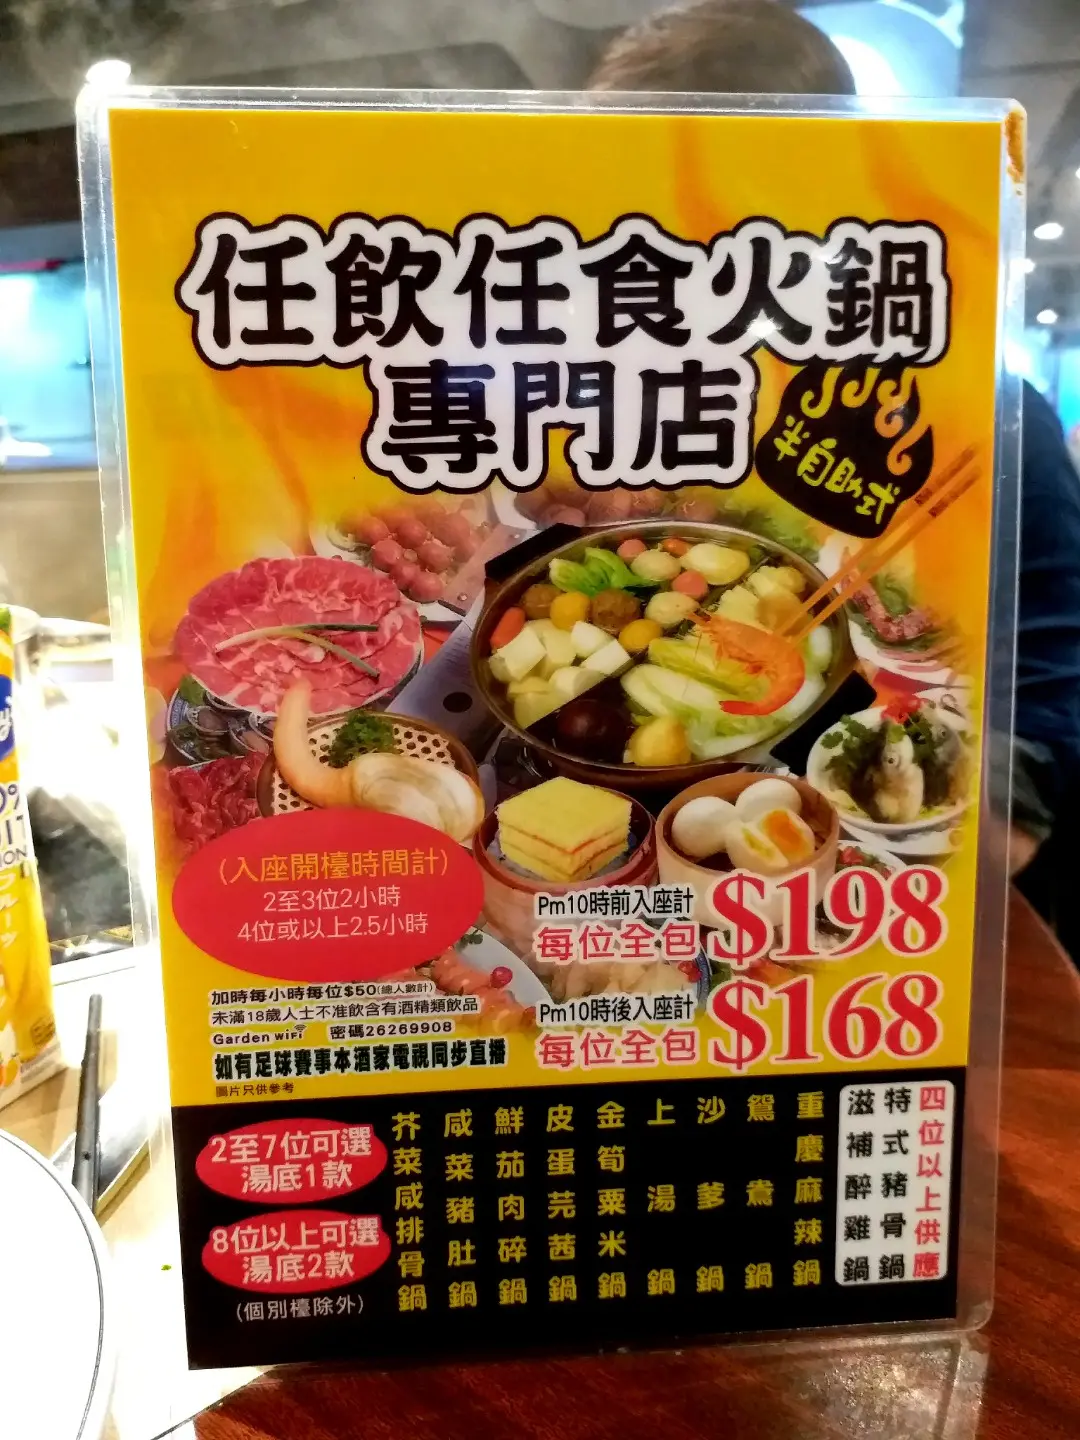 任飲任食火鍋
專門店
半自助式
(入座開檯時間計)
2至3位2小時
4位或以上2.5小時
Pm10時前入座計
每位全包 $198
Pm10時後入座計
每位全包 $168
加時每小時每位$50(總人數計)
未滿18歲人士不准飲含有酒精類飲品
Garden wiFi 密碼26269908
如有足球賽事本酒家電視同步直播
圖片只供參考
2至7位可選
湯底1款
8位以上可選
湯底2款
(個別檯除外)
四位以上供應
特式豬骨鍋
滋補醉雞鍋
重慶麻辣鍋
鴛鴦鍋
沙爹鍋
上湯鍋
金筍粟米鍋
皮蛋芫茜鍋
鮮茄肉碎鍋
咸菜豬肚鍋
芥菜咸排骨鍋